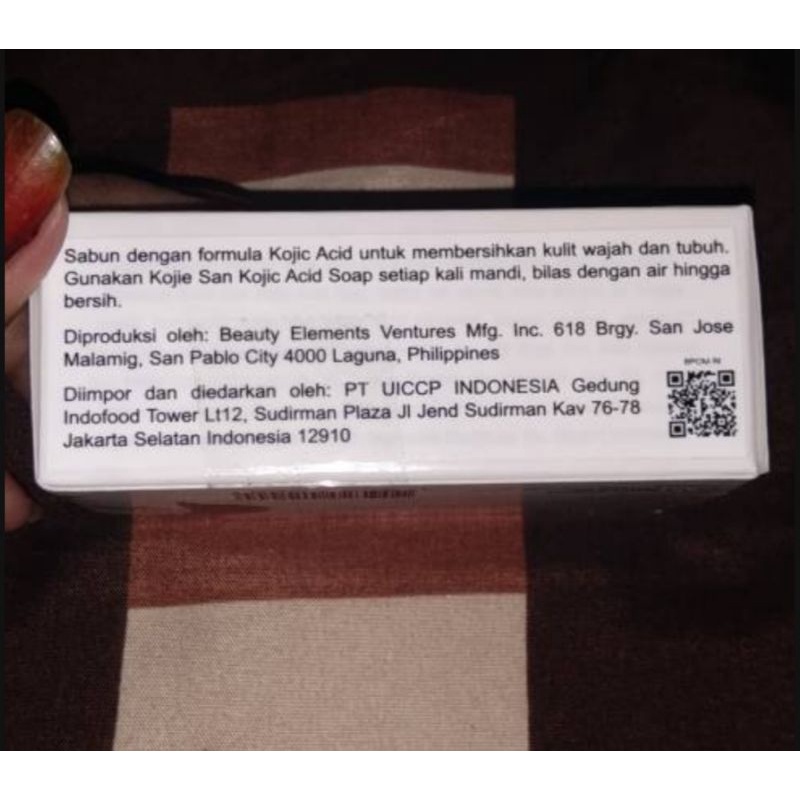 Sabun dengan formula Kojic Acid untuk membersihkan kulit wajah dan tubuh.
Gunakan Kojie San Kojic Acid Soap setiap kali mandi, bilas dengan air hingga
bersih.
Diproduksi oleh: Beauty Elements Ventures Mfg. Inc. 618 Brgy. San Jose
Malamig, San Pablo City 4000 Laguna, Philippines
BPOM RI
Diimpor dan diedarkan oleh: PT UICCP INDONESIA Gedung
Indofood Tower Lt12, Sudirman Plaza Jl Jend Sudirman Kav 76-78
Jakarta Selatan Indonesia 12910